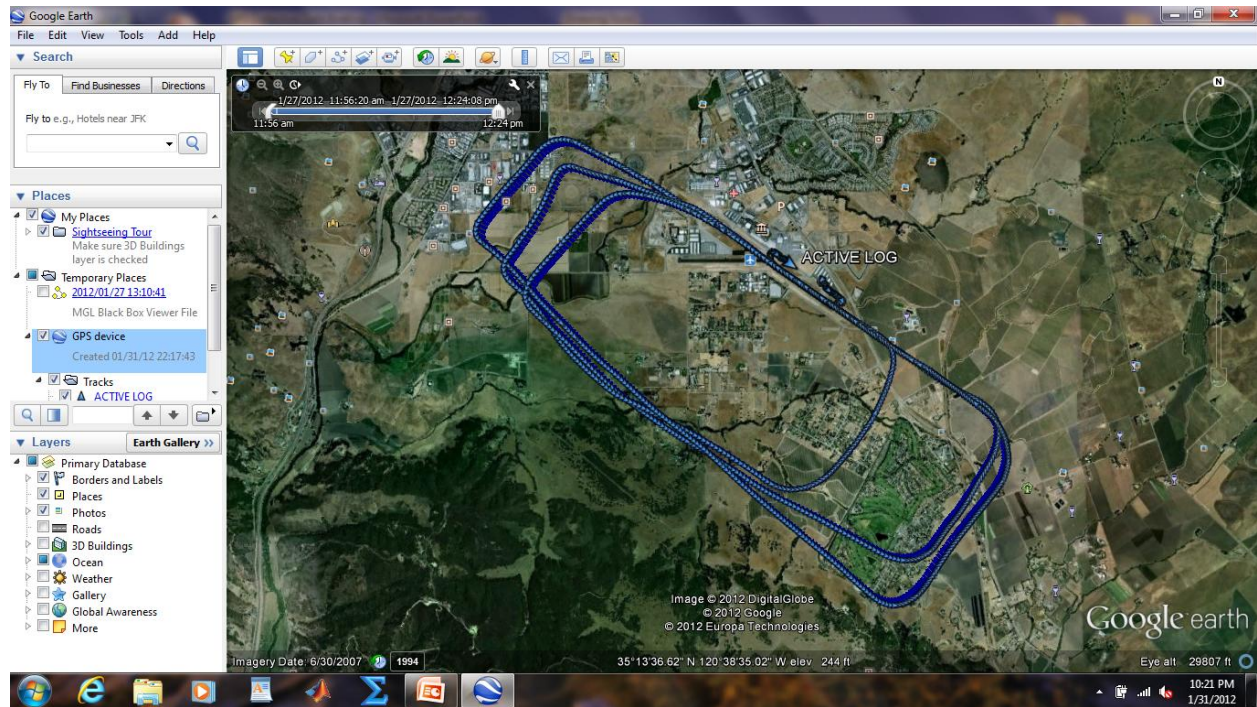 Google Earth
File Edit View Tools Add Help
Search
Fly To Find Businesses Directions
Fly to e.g., Hotels near JFK
Places
My Places
Sightseeing Tour
Make sure 3D Buildings
layer is checked
Temporary Places
2012/01/27 13:10:41
MGL Black Box Viewer File
GPS device
Created 01/31/12 22:17:43
Tracks
ACTIVE LOG
Layers Earth Gallery >>
Primary Database
Borders and Labels
Places
Photos
Roads
3D Buildings
Ocean
Weather
Gallery
Global Awareness
More
1/27/2012 11:56:20 am -1/27/2012 12:24:08 pm
11:56 am 12:24 pm
N
P
ACTIVE LOG
Image © 2012 DigitalGlobe
© 2012 Google
© 2012 Europa Technologies
Google earth
Imagery Date: 6/30/2007 1994 35°13'36.62" N 120°38'35.02" W elev 244 ft Eye alt 29807 ft
10:21 PM
1/31/2012